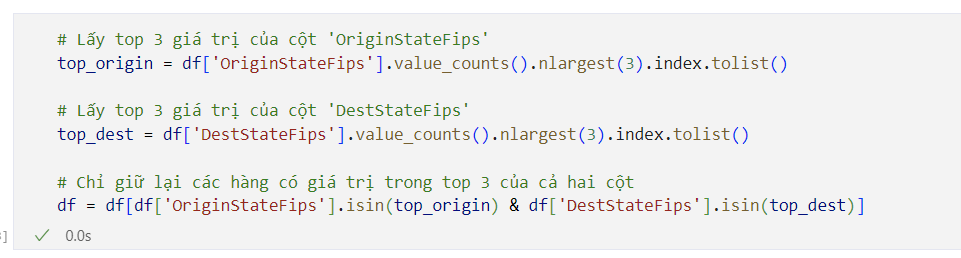 # Lấy top 3 giá trị của cột 'OriginStateFips'
top_origin = df['OriginStateFips'].value_counts().nlargest(3).index.tolist()
# Lấy top 3 giá trị của cột 'DestStateFips'
top_dest = df['DestStateFips'].value_counts().nlargest(3).index.tolist()
# Chỉ giữ lại các hàng có giá trị trong top 3 của cả hai cột
df = df[df['OriginStateFips'].isin(top_origin) & df['DestStateFips'].isin(top_dest)]
] ✓ 0.0s